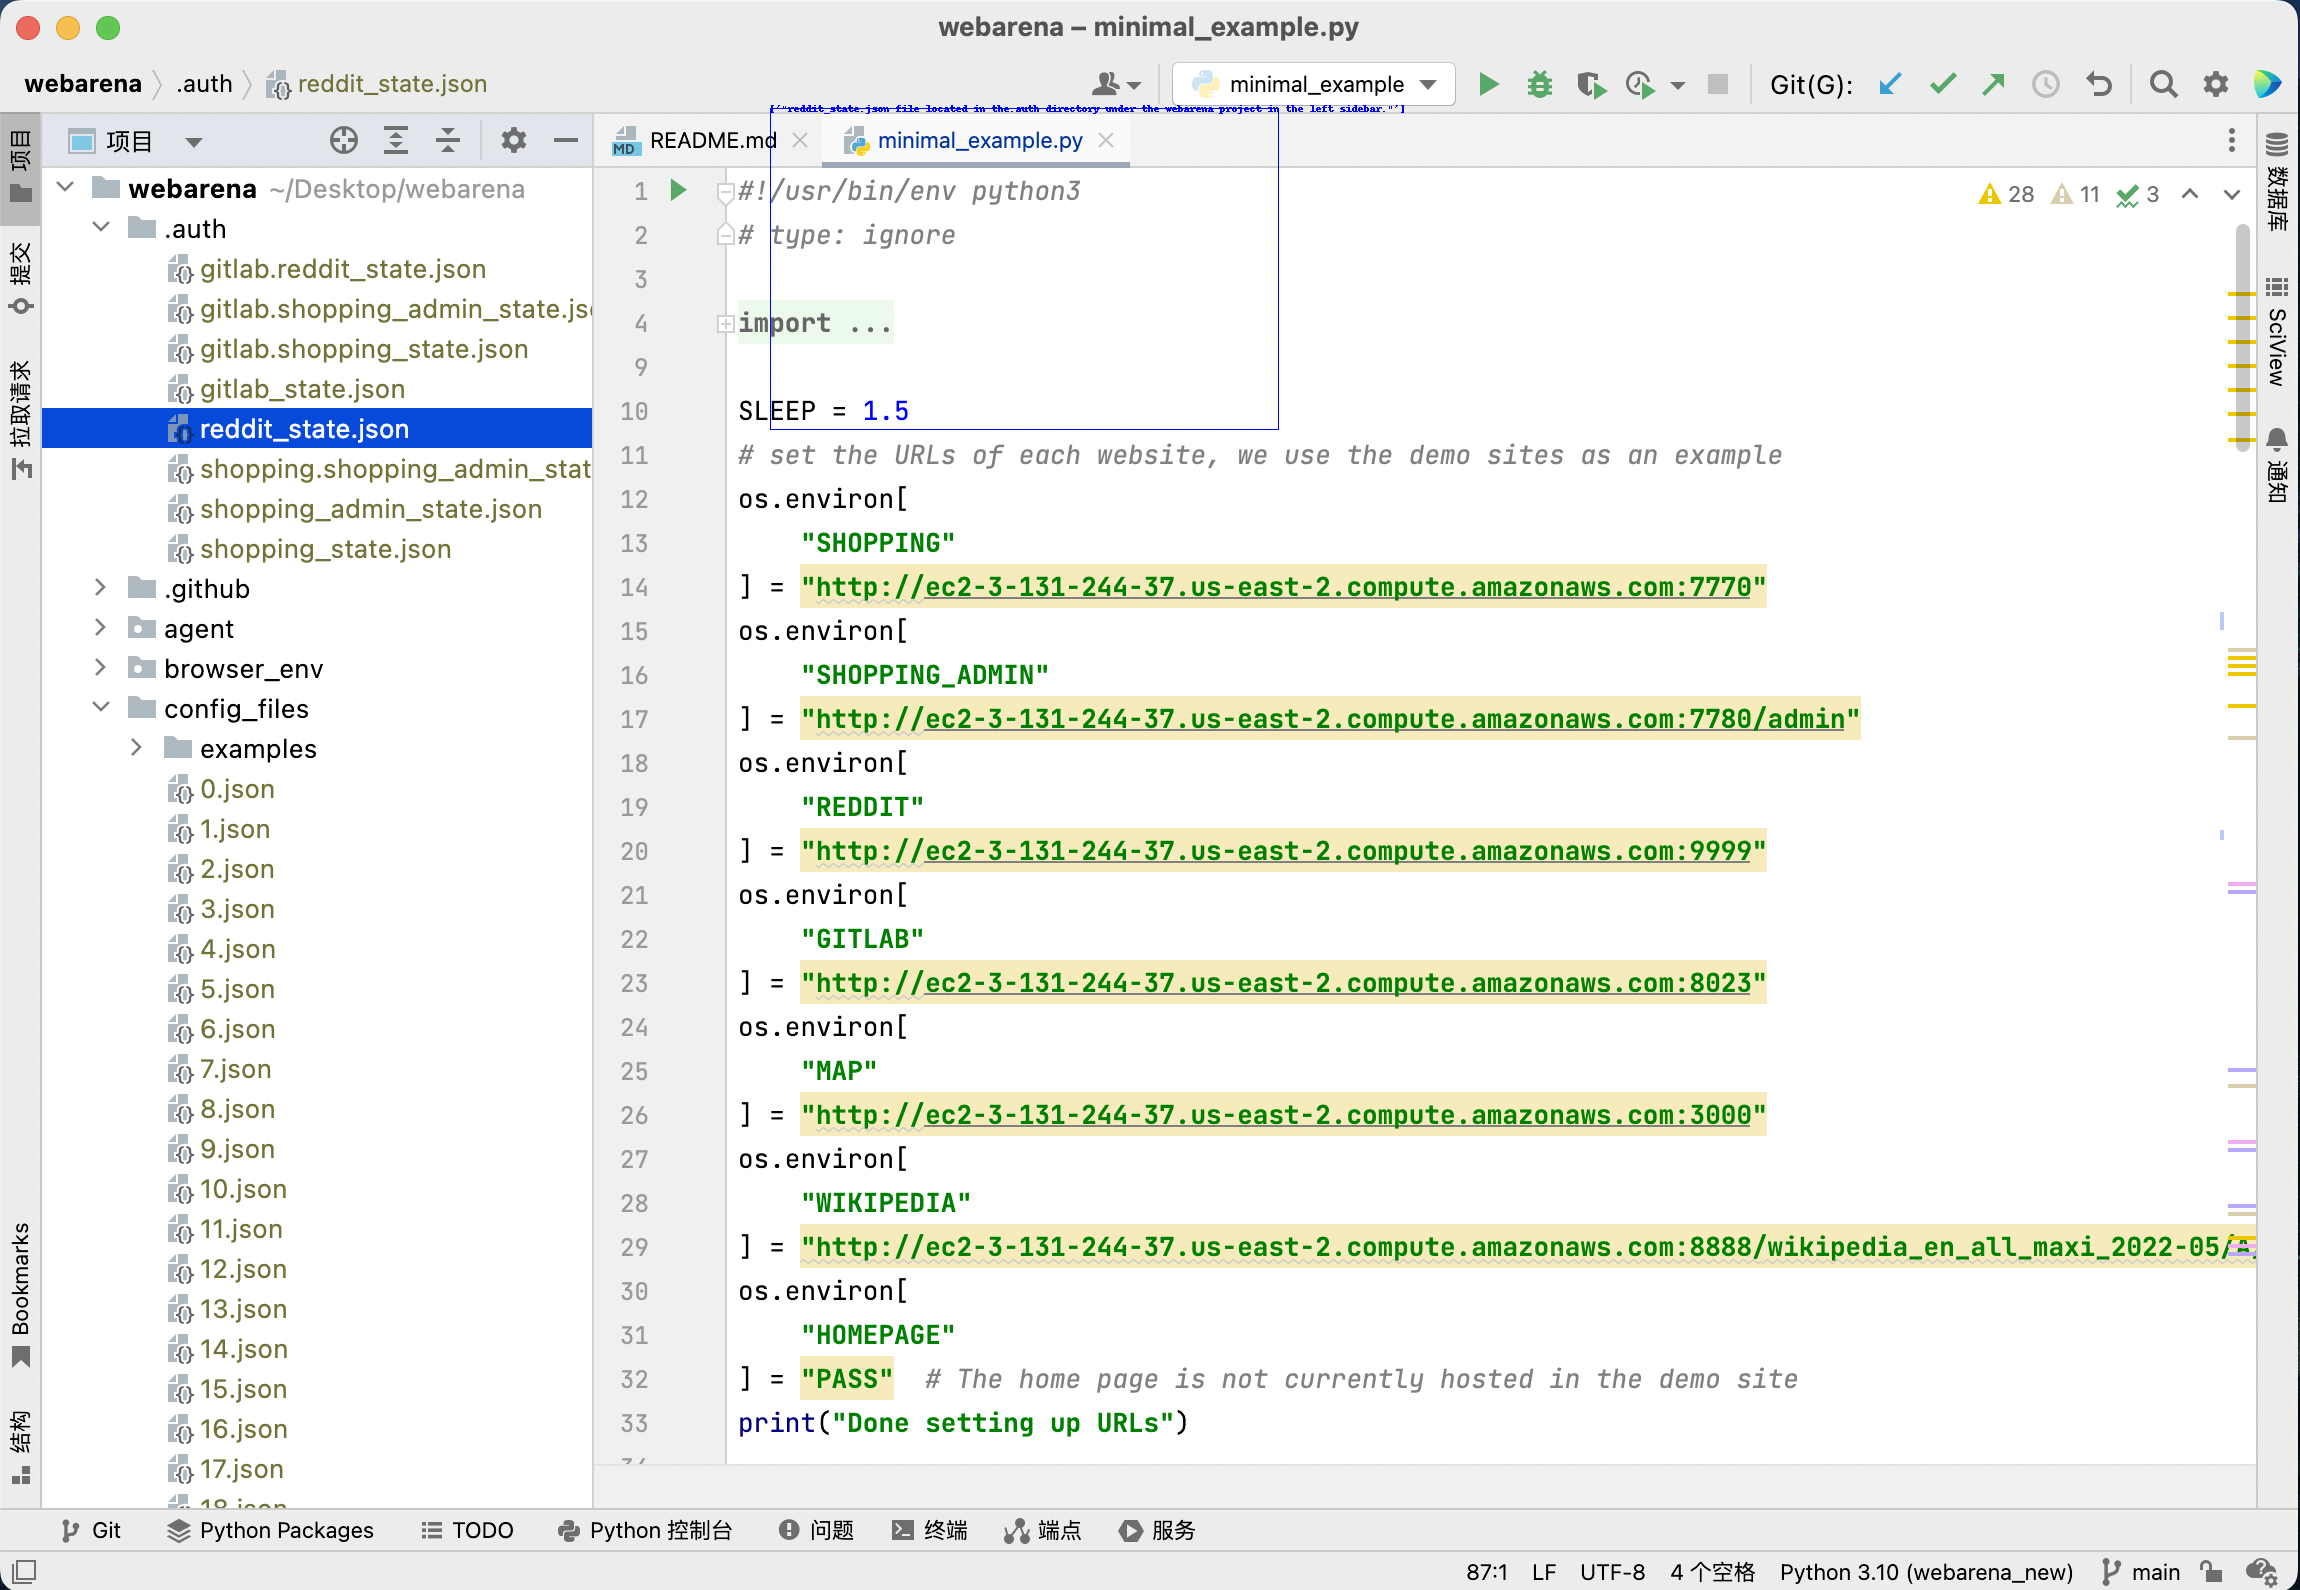 webarena – minimal_example.py
webarena .auth reddit_state.json
minimal_example
Git(G):
['"reddit_state.json file located in the.auth directory under the webarena project in the left sidebar."']
项目
README.md
minimal_example.py
28 11 3
项目
提交
拉取请求
Bookmarks
结构
webarena ~/Desktop/webarena
.auth
gitlab.reddit_state.json
gitlab.shopping_admin_state.js
gitlab.shopping_state.json
gitlab_state.json
reddit_state.json
shopping.shopping_admin_stat
shopping_admin_state.json
shopping_state.json
.github
agent
browser_env
config_files
examples
0.json
1.json
2.json
3.json
4.json
5.json
6.json
7.json
8.json
9.json
10.json
11.json
12.json
13.json
14.json
15.json
16.json
17.json
18.json
1 #!/usr/bin/env python3
2 # type: ignore
3
4 import ...
9
10 SLEEP = 1.5
11 # set the URLs of each website, we use the demo sites as an example
12 os.environ[
13 "SHOPPING"
14 ] = "http://ec2-3-131-244-37.us-east-2.compute.amazonaws.com:7770"
15 os.environ[
16 "SHOPPING_ADMIN"
17 ] = "http://ec2-3-131-244-37.us-east-2.compute.amazonaws.com:7780/admin"
18 os.environ[
19 "REDDIT"
20 ] = "http://ec2-3-131-244-37.us-east-2.compute.amazonaws.com:9999"
21 os.environ[
22 "GITLAB"
23 ] = "http://ec2-3-131-244-37.us-east-2.compute.amazonaws.com:8023"
24 os.environ[
25 "MAP"
26 ] = "http://ec2-3-131-244-37.us-east-2.compute.amazonaws.com:3000"
27 os.environ[
28 "WIKIPEDIA"
29 ] = "http://ec2-3-131-244-37.us-east-2.compute.amazonaws.com:8888/wikipedia_en_all_maxi_2022-05/A/
30 os.environ[
31 "HOMEPAGE"
32 ] = "PASS" # The home page is not currently hosted in the demo site
33 print("Done setting up URLs")
数据库
SciView
通知
Git Python Packages TODO Python 控制台 问题 终端 端点 服务
87:1 LF UTF-8 4 个空格 Python 3.10 (webarena_new) main